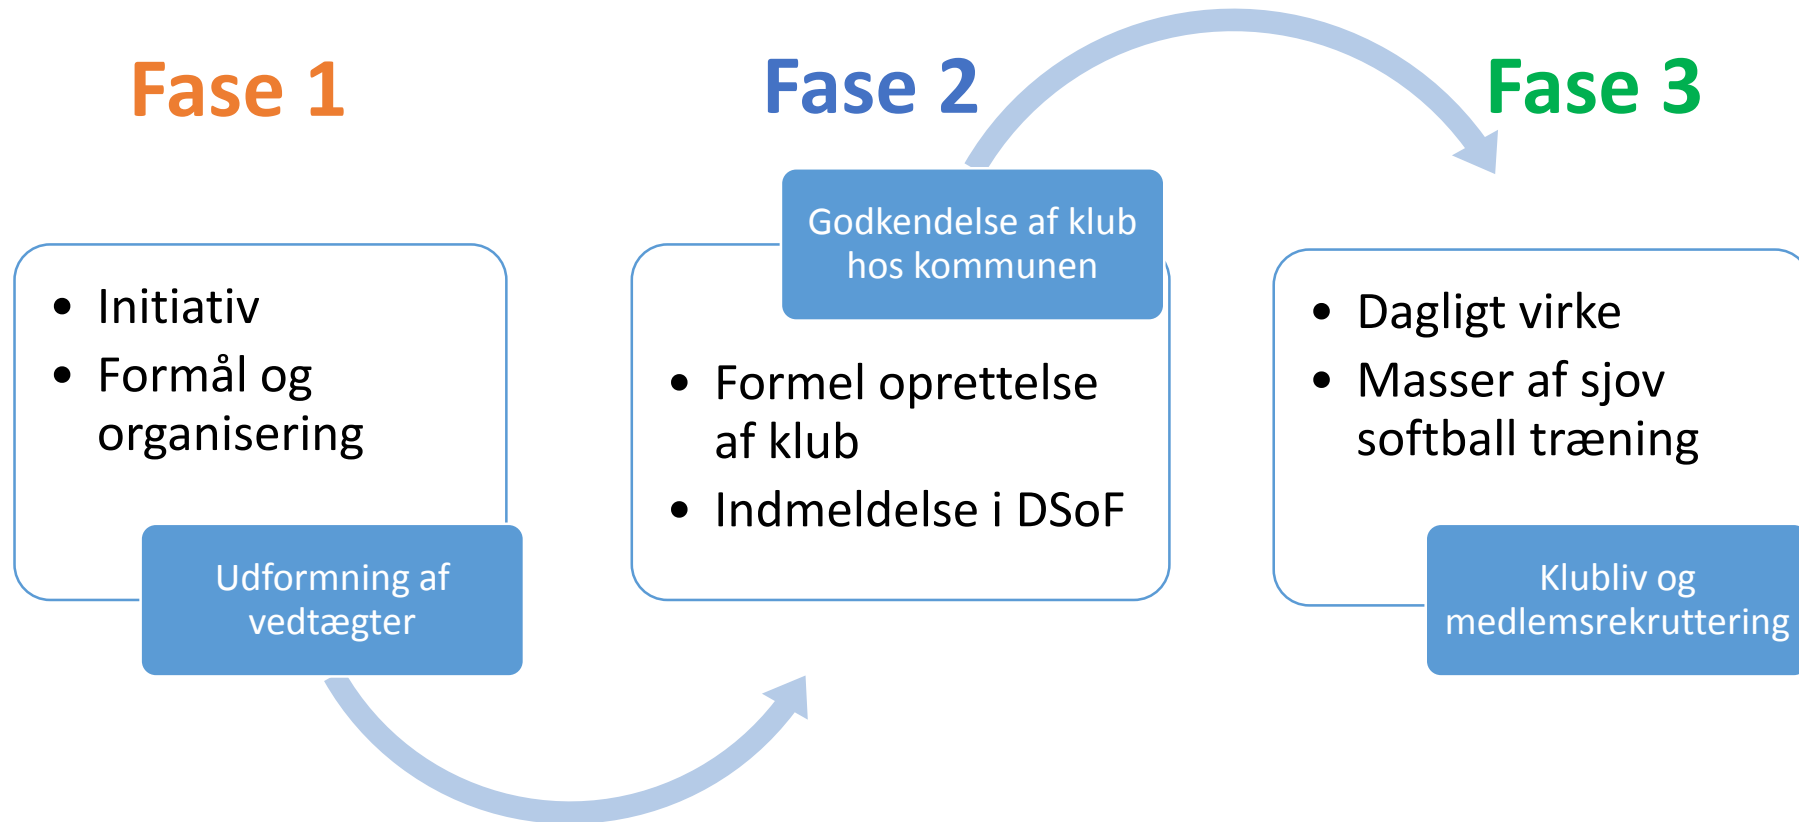 Fase 1
• Initiativ
• Formål og
organisering
Udformning af
vedtægter
Fase 2
Godkendelse af klub
hos kommunen
• Formel oprettelse
af klub
• Indmeldelse i DSoF
Fase 3
• Dagligt virke
• Masser af sjov
softball træning
Klubliv og
medlemsrekruttering